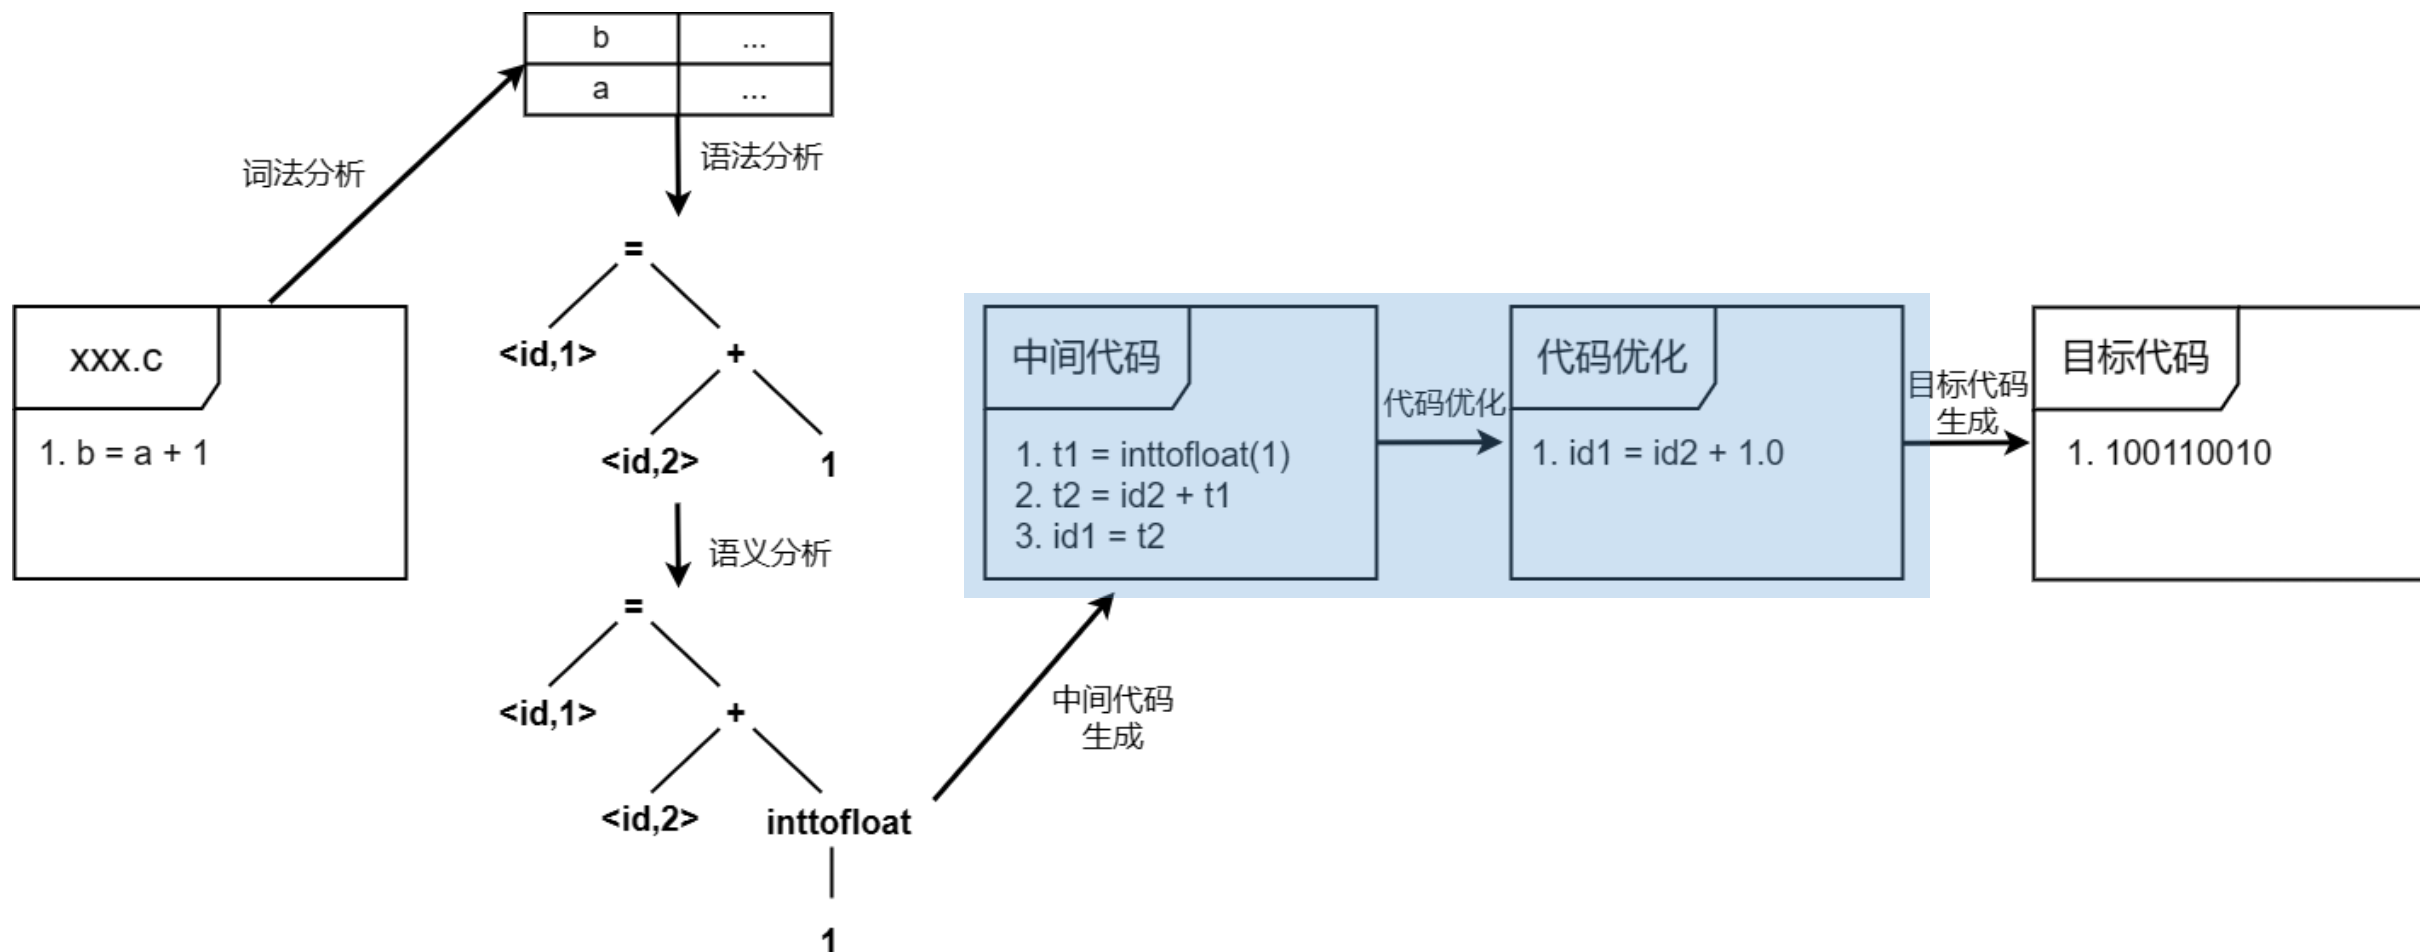 b ...
a ...
词法分析
语法分析
=
<id,1> +
<id,2> 1
语义分析
=
<id,1> +
<id,2> inttofloat
1
xxx.c
1. b = a + 1
中间代码
生成
中间代码
1. t1 = inttofloat(1)
2. t2 = id2 + t1
3. id1 = t2
代码优化
代码优化
1. id1 = id2 + 1.0
目标代码
生成
目标代码
1. 100110010